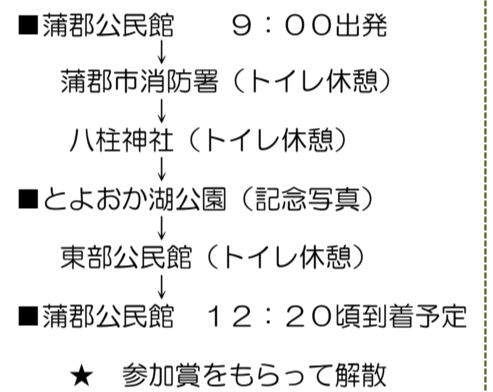 ■蒲郡公民館　　９：００出発
↓
蒲郡市消防署（トイレ休憩）
↓
八柱神社（トイレ休憩）
↓
■とよおか湖公園（記念写真）
↓
東部公民館（トイレ休憩）
↓
■蒲郡公民館　１２：２０頃到着予定
★　参加賞をもらって解散